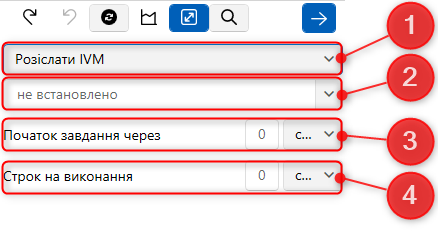 Розіслати IVM 1
не встановлено 2
Початок завдання через 0 с... 3
Строк на виконання 0 с... 4